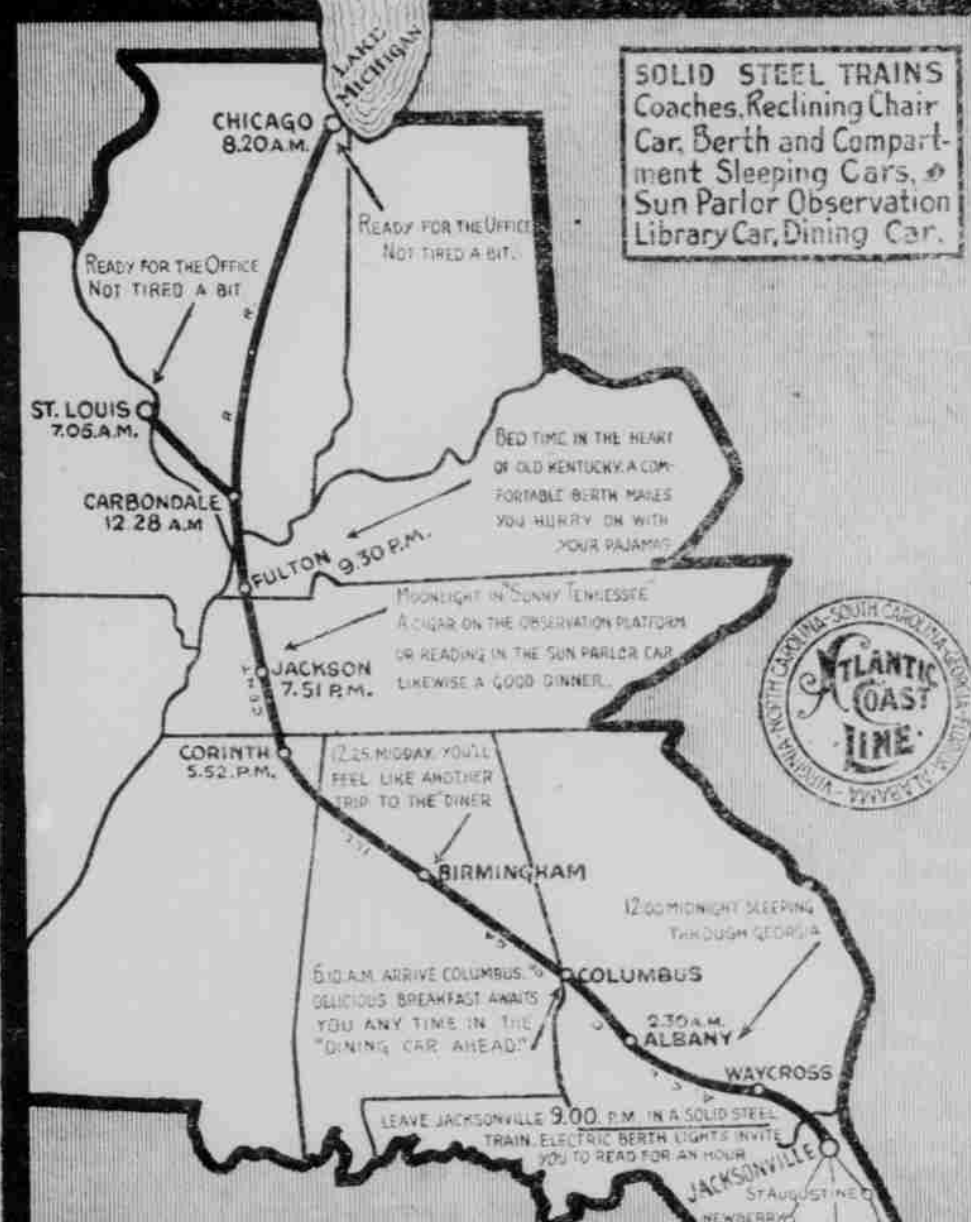 LAKE
MICHIGAN
SOLID STEEL TRAINS
Coaches, Reclining Chair
Car, Berth and Compart-
ment Sleeping Cars,
Sun Parlor Observation
Library Car, Dining Car.
CHICAGO
8.20 A.M.
READY FOR THE OFFICE
NOT TIRED A BIT.
READY FOR THE OFFICE
NOT TIRED A BIT
ST. LOUIS
7.05 A.M.
BED TIME IN THE HEART
OF OLD KENTUCKY. A COM-
FORTABLE BERTH MAKES
YOU HURRY ON WITH
YOUR PAJAMAS
CARBONDALE
12.28 A.M
FULTON 9.30 P.M.
MOONLIGHT IN "SUNNY TENNESSEE"
A CIGAR ON THE OBSERVATION PLATFORM
OR READING IN THE SUN PARLOR CAR
LIKEWISE A GOOD DINNER.
JACKSON
7.51 P.M.
ATLANTIC
COAST
LINE
VIRGINIA-NORTH CAROLINA-SOUTH CAROLINA-GEORGIA-FLORIDA-ALABAMA
CORINTH
5.52 P.M.
12.25 MIDDAY. YOU'LL
FEEL LIKE ANOTHER
TRIP TO THE DINER
BIRMINGHAM
12.00 MIDNIGHT SLEEPING
THROUGH GEORGIA
6.10 A.M. ARRIVE COLUMBUS.
DELICIOUS BREAKFAST AWAITS
YOU ANY TIME IN THE
"DINING CAR AHEAD."
COLUMBUS
2.30 A.M.
ALBANY
WAYCROSS
LEAVE JACKSONVILLE 9.00 P.M. IN A SOLID STEEL
TRAIN. ELECTRIC BERTH LIGHTS INVITE
YOU TO READ FOR AN HOUR
JACKSONVILLE
ST AUGUSTINE
NEWBERRY